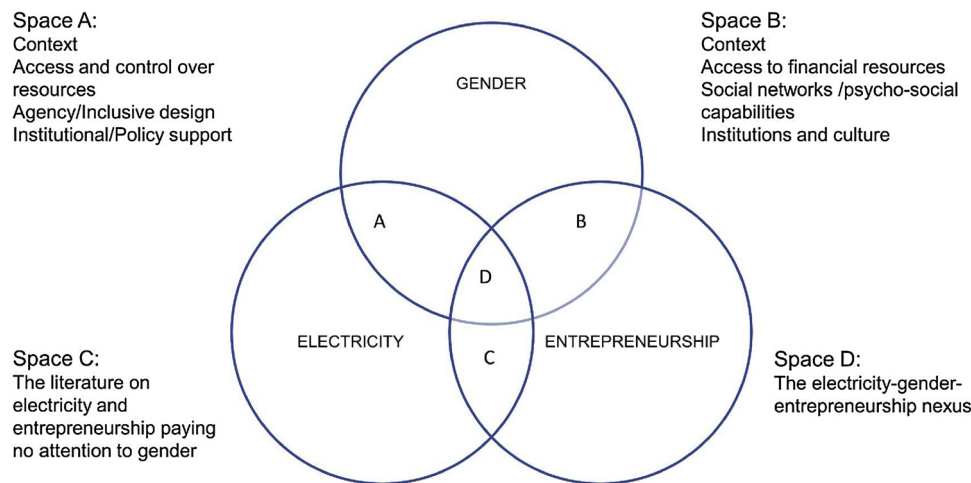 Space A:
Context
Access and control over
resources
Agency/Inclusive design
Institutional/Policy support
Space B:
Context
Access to financial resources
Social networks /psycho-social
capabilities
Institutions and culture
GENDER
A
B
D
ELECTRICITY
ENTREPRENEURSHIP
C
Space C:
The literature on
electricity and
entrepreneurship paying
no attention to gender
Space D:
The electricity-gender-
entrepreneurship nexus